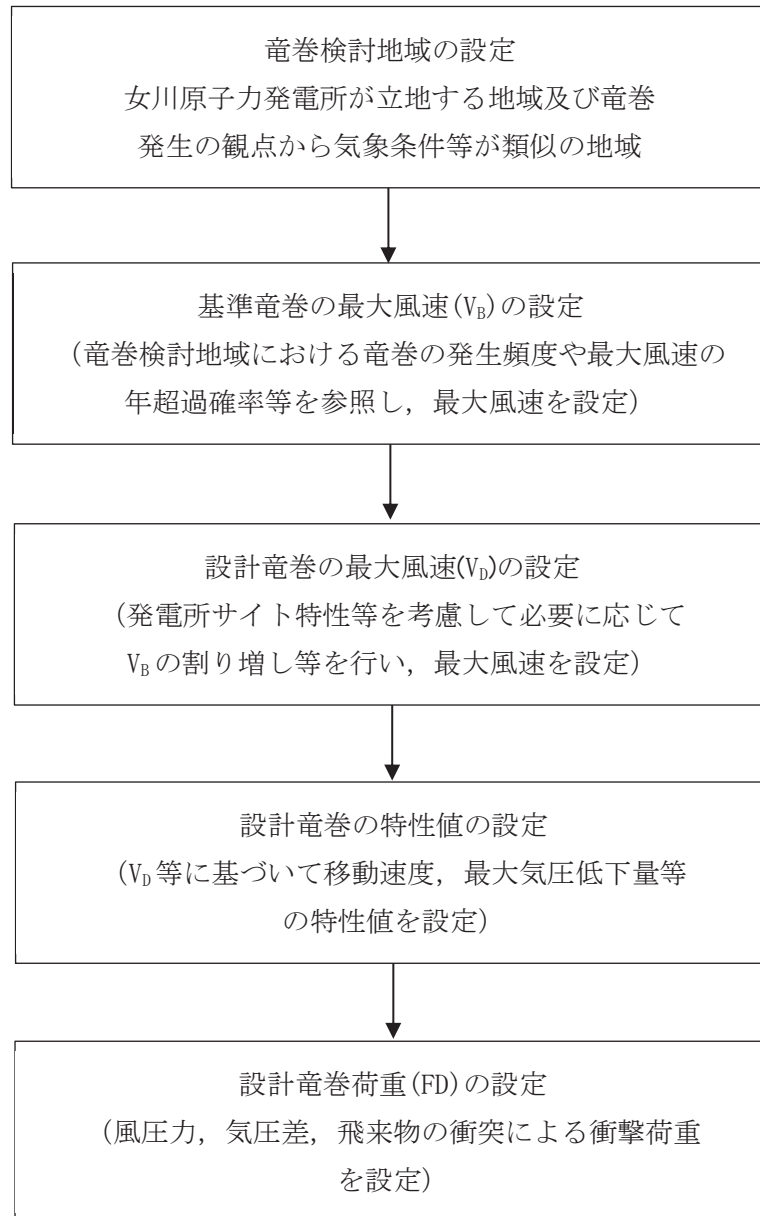 竜巻検討地域の設定
女川原子力発電所が立地する地域及び竜巻
発生の観点から気象条件等が類似の地域
基準竜巻の最大風速(VB)の設定
(竜巻検討地域における竜巻の発生頻度や最大風速の
年超過確率等を参照し，最大風速を設定)
設計竜巻の最大風速(VD)の設定
(発電所サイト特性等を考慮して必要に応じて
VBの割り増し等を行い，最大風速を設定)
設計竜巻の特性値の設定
(VD等に基づいて移動速度，最大気圧低下量等
の特性値を設定)
設計竜巻荷重(FD)の設定
(風圧力，気圧差，飛来物の衝突による衝撃荷重
を設定)